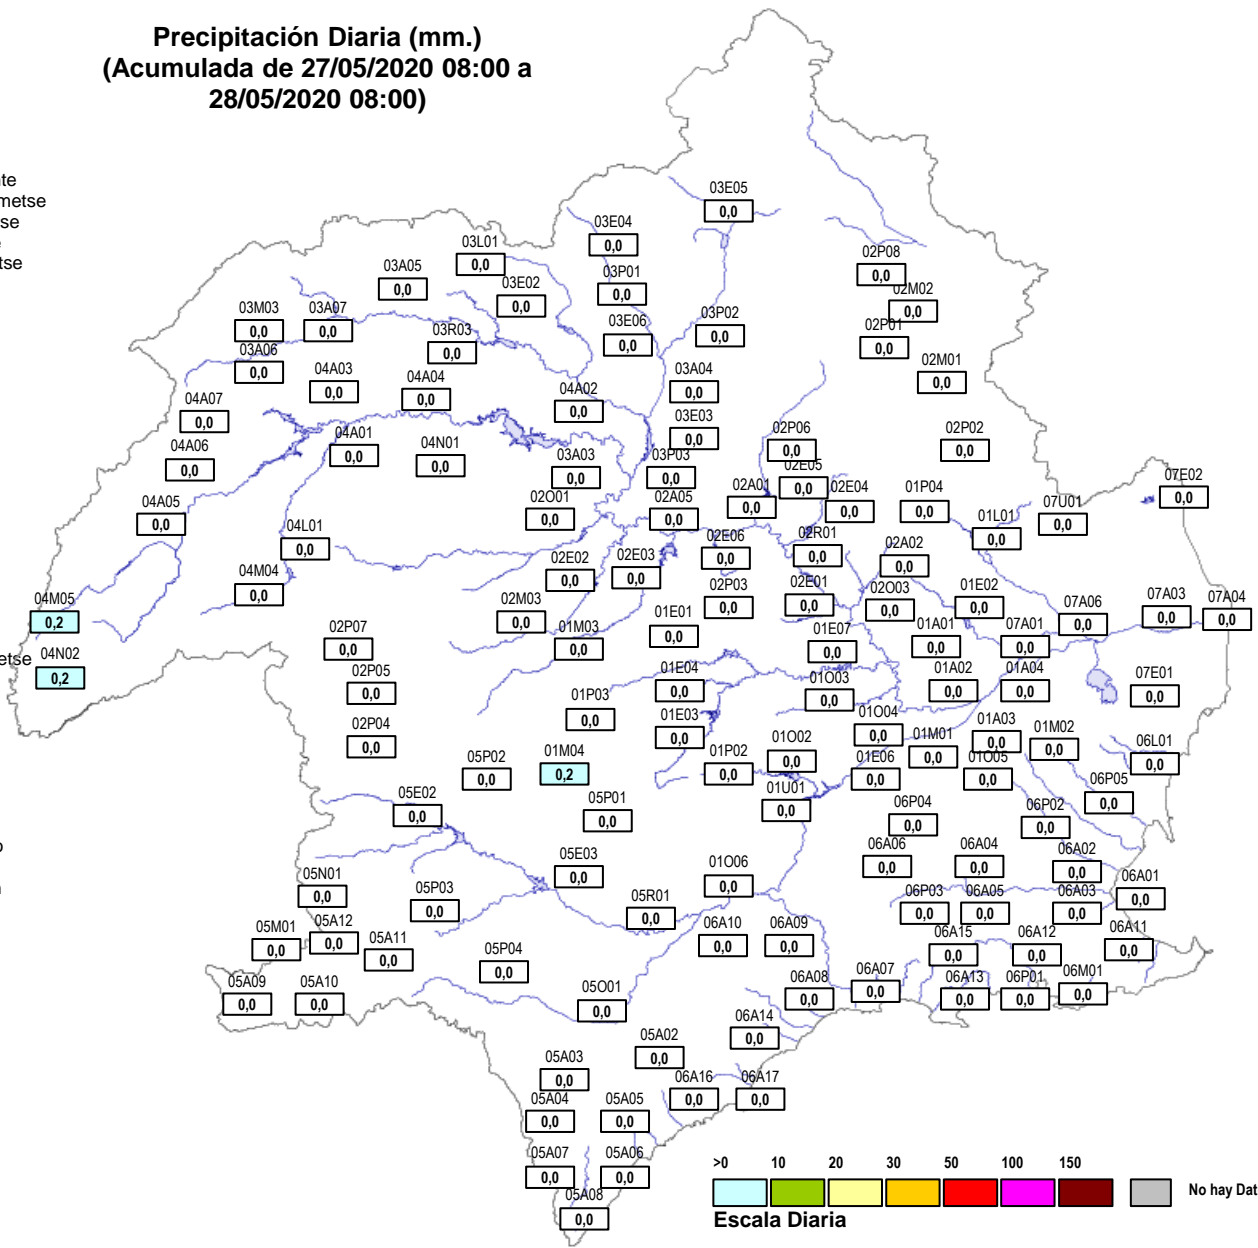 Precipitación Diaria (mm.)
(Acumulada de 27/05/2020 08:00 a
28/05/2020 08:00)
te
metse
se
tse
03E05
0,0
03E04
0,0
03L01
0,0
02P08
0,0
03A05
0,0
03P01
0,0
03E02
0,0
02M02
0,0
03M03
0,0
03A07
0,0
03P02
0,0
03E06
0,0
03R03
0,0
02P01
0,0
03A06
0,0
02M01
0,0
04A03
0,0
04A04
0,0
03A04
0,0
04A02
0,0
04A07
0,0
03E03
0,0
02P06
0,0
02P02
0,0
04A01
0,0
04N01
0,0
04A06
0,0
03A03
0,0
03P03
0,0
02E05
0,0
07E02
0,0
02A01
0,0
02E04
0,0
01P04
0,0
04A05
0,0
02O01
0,0
02A05
0,0
07U01
0,0
01L01
0,0
04L01
0,0
02E06
0,0
02R01
0,0
02A02
0,0
02E02
0,0
02E03
0,0
04M04
0,0
02P03
0,0
02E01
0,0
02O03
0,0
01E02
0,0
04M05
0,2
02M03
0,0
01E01
0,0
07A06
0,0
07A03
0,0
07A04
0,0
02P07
0,0
01M03
0,0
01E07
0,0
01A01
0,0
07A01
0,0
etse
04N02
0,2
02P05
0,0
01E04
0,0
01O03
0,0
01A02
0,0
01A04
0,0
07E01
0,0
01P03
0,0
02P04
0,0
01E03
0,0
01O04
0,0
01A03
0,0
01M02
0,0
01M01
0,0
05P02
0,0
01M04
0,2
01P02
0,0
01O02
0,0
01E06
0,0
01O05
0,0
06L01
0,0
05E02
0,0
05P01
0,0
01U01
0,0
06P04
0,0
06P02
0,0
06P05
0,0
o
05E03
0,0
01O06
0,0
06A06
0,0
06A04
0,0
06A02
0,0
05N01
0,0
05P03
0,0
05R01
0,0
06P03
0,0
06A05
0,0
06A03
0,0
06A01
0,0
05M01
0,0
05A12
0,0
05A11
0,0
06A10
0,0
06A09
0,0
06A15
0,0
06A12
0,0
06A11
0,0
05P04
0,0
05A09
0,0
05A10
0,0
05O01
0,0
06A08
0,0
06A07
0,0
06A13
0,0
06P01
0,0
06M01
0,0
06A14
0,0
05A02
0,0
05A03
0,0
06A16
0,0
06A17
0,0
05A04
0,0
05A05
0,0
05A07
0,0
05A06
0,0
05A08
0,0
>0 10 20 30 50 100 150
No hay Dat
Escala Diaria